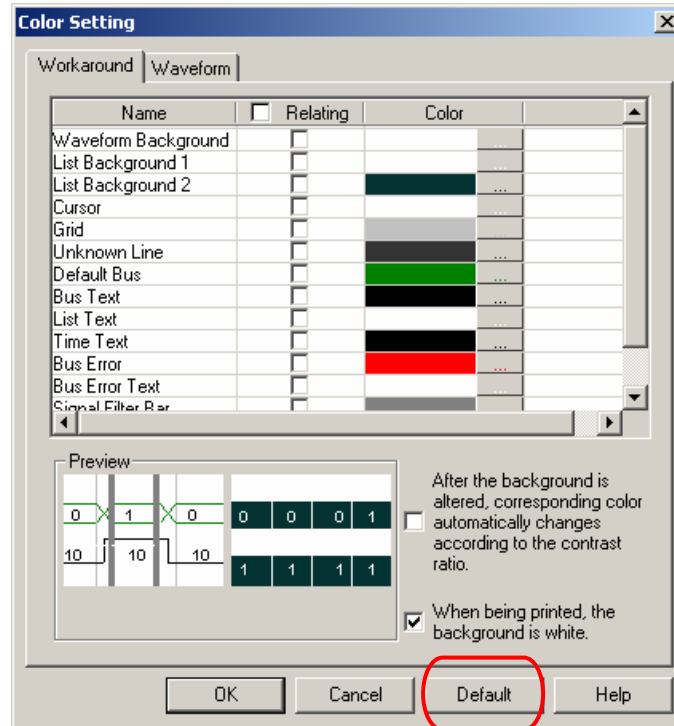 Color Setting
Workaround Waveform
Name Relating Color
Waveform Background ...
List Background 1 ...
List Background 2 ...
Cursor ...
Grid ...
Unknown Line ...
Default Bus ...
Bus Text ...
List Text ...
Time Text ...
Bus Error ...
Bus Error Text ...
Signal Filter Bar
Preview
0 1 0 0 0 0 1
10 10 10 1 1 1 1
After the background is
altered, corresponding color
automatically changes
according to the contrast
ratio.
When being printed, the
background is white.
OK Cancel Default Help